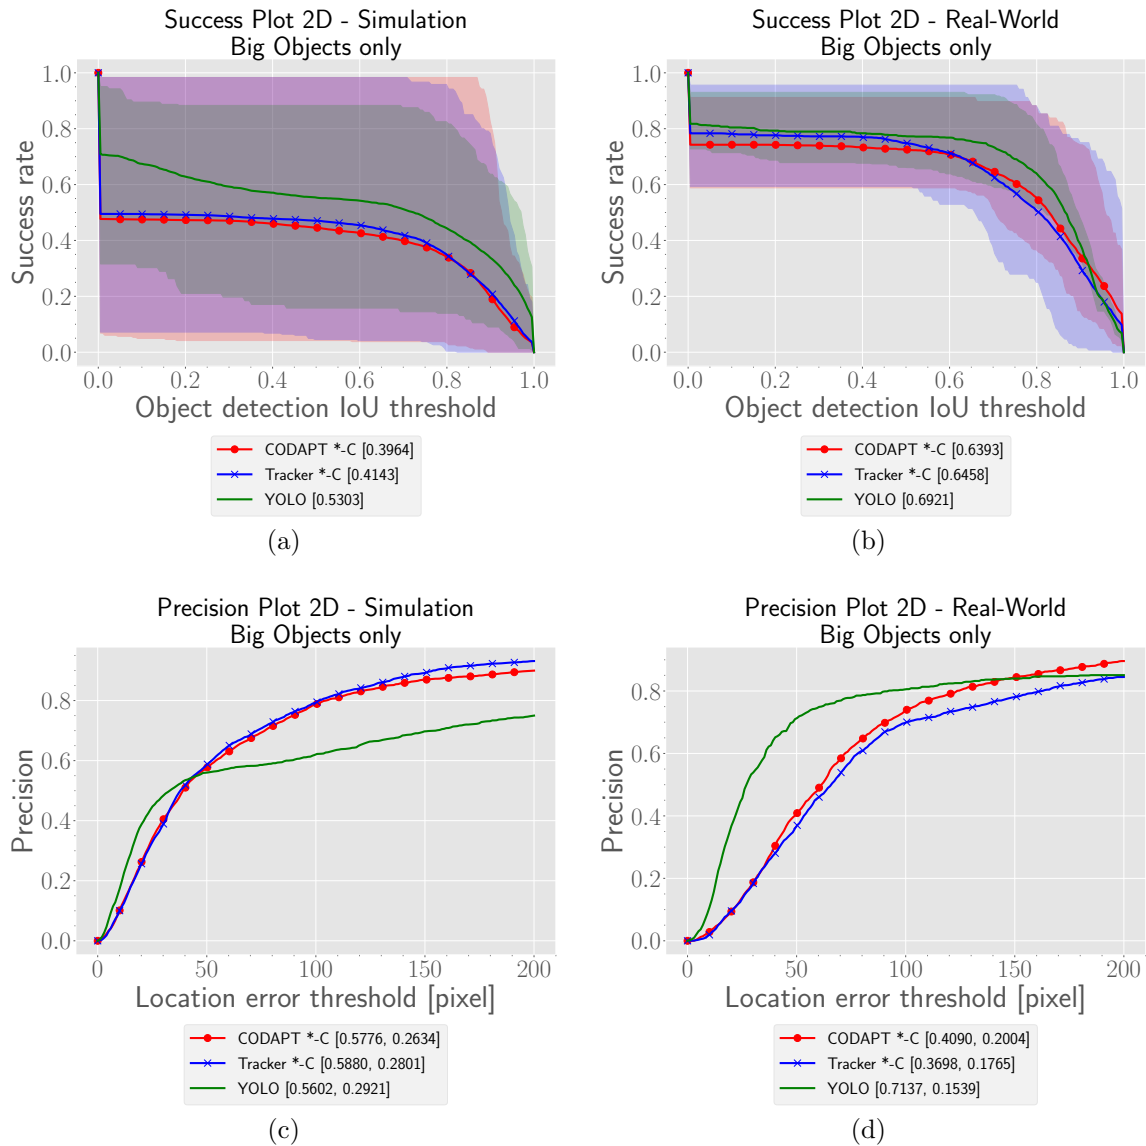 Success Plot 2D - Simulation
Big Objects only
Success rate
1.0
0.8
0.6
0.4
0.2
0.0
0.0 0.2 0.4 0.6 0.8 1.0
Object detection IoU threshold
CODAPT *-C [0.3964]
Tracker *-C [0.4143]
YOLO [0.5303]
(a)
Success Plot 2D - Real-World
Big Objects only
Success rate
1.0
0.8
0.6
0.4
0.2
0.0
0.0 0.2 0.4 0.6 0.8 1.0
Object detection IoU threshold
CODAPT *-C [0.6393]
Tracker *-C [0.6458]
YOLO [0.6921]
(b)
Precision Plot 2D - Simulation
Big Objects only
Precision
0.8
0.6
0.4
0.2
0.0
0 50 100 150 200
Location error threshold [pixel]
CODAPT *-C [0.5776, 0.2634]
Tracker *-C [0.5880, 0.2801]
YOLO [0.5602, 0.2921]
(c)
Precision Plot 2D - Real-World
Big Objects only
Precision
0.8
0.6
0.4
0.2
0.0
0 50 100 150 200
Location error threshold [pixel]
CODAPT *-C [0.4090, 0.2004]
Tracker *-C [0.3698, 0.1765]
YOLO [0.7137, 0.1539]
(d)